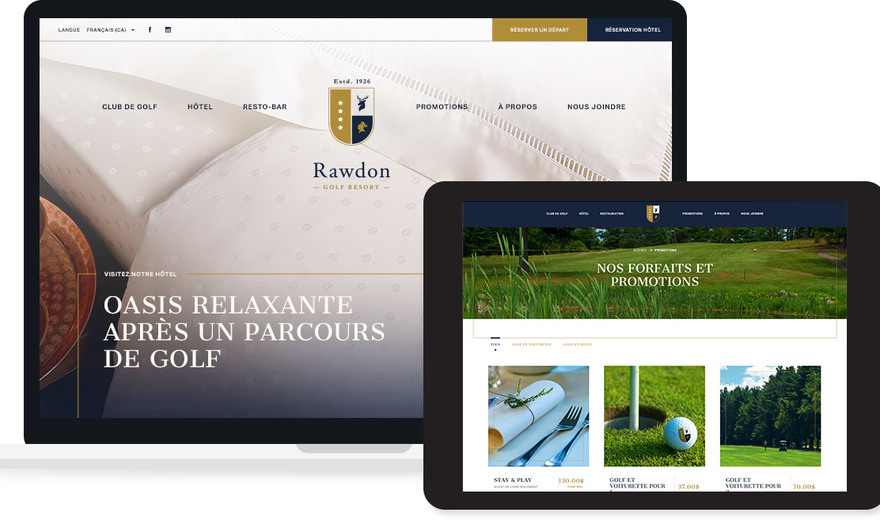 LANGUE FRANÇAIS (CA)
RÉSERVER UN DÉPART
RÉSERVATION HÔTEL
Estd. 1926
CLUB DE GOLF
HÔTEL
RESTO-BAR
PROMOTIONS
À PROPOS
NOUS JOINDRE
Rawdon
GOLF RESORT
VISITEZ NOTRE HÔTEL
OASIS RELAXANTE
APRÈS UN PARCOURS
DE GOLF
CLUB DE GOLF
HÔTEL
RESTAURATION
PROMOTIONS
À PROPOS
NOUS JOINDRE
ACCUEIL
PROMOTIONS
NOS FORFAITS ET
PROMOTIONS
TOUS
GOLF ET VOITURETTE
GOLF ET HÔTEL
STAY & PLAY
130.00$
GOLF ET
VOITURETTE POUR
37.00$
GOLF ET
VOITURETTE POUR
70.00$